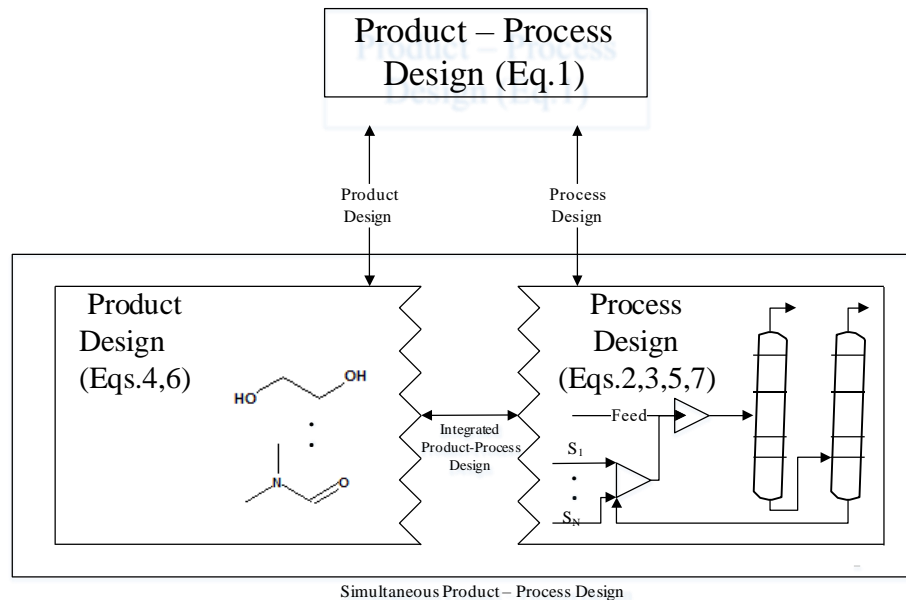 Product – Process
Design (Eq.1)
Product
Design
Process
Design
Product
Design
(Eqs.4,6)
HO
OH
N
O
Integrated
Product-Process
Design
Process
Design
(Eqs.2,3,5,7)
Feed
S1
SN
Simultaneous Product – Process Design